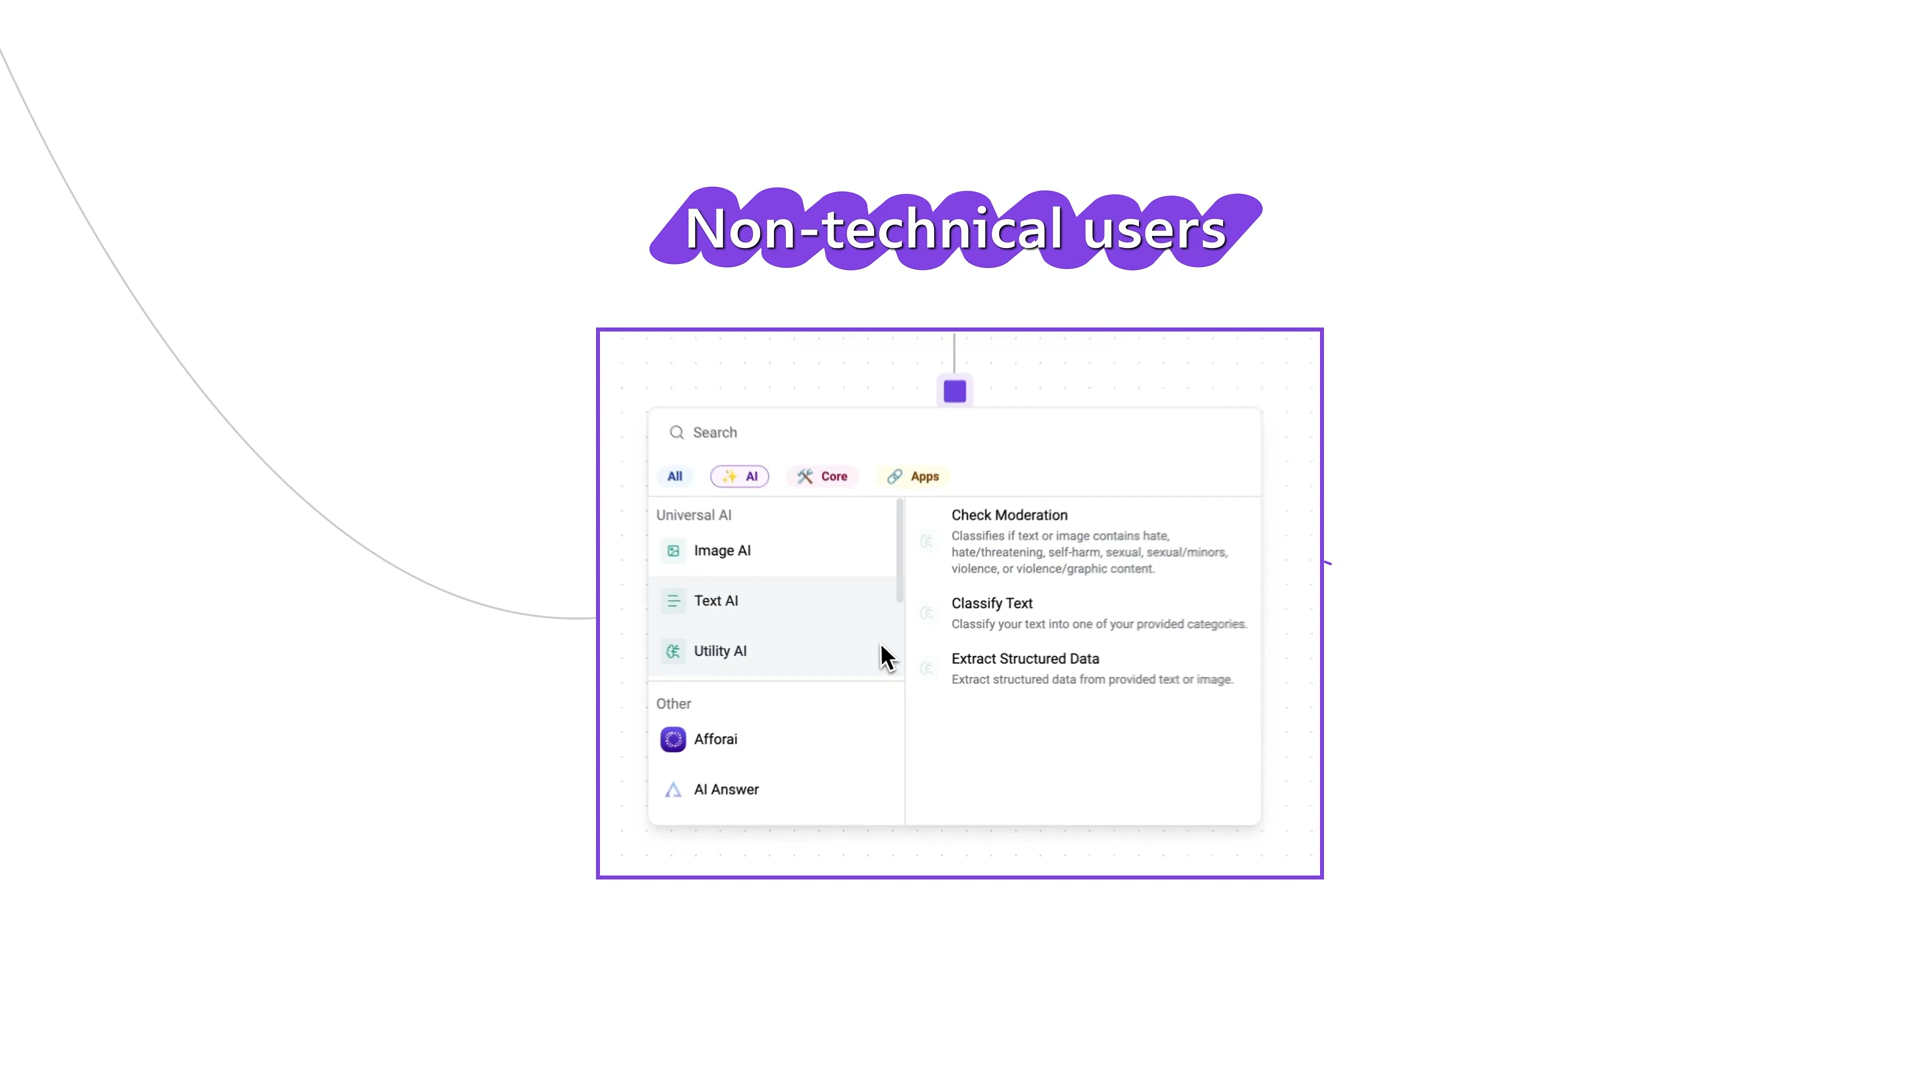 Non-technical users
Search
All
AI
Core
Apps
Universal AI
Image AI
Text AI
Utility AI
Other
Afforai
AI Answer
Check Moderation
Classifies if text or image contains hate,
hate/threatening, self-harm, sexual, sexual/minors,
violence, or violence/graphic content.
Classify Text
Classify your text into one of your provided categories.
Extract Structured Data
Extract structured data from provided text or image.